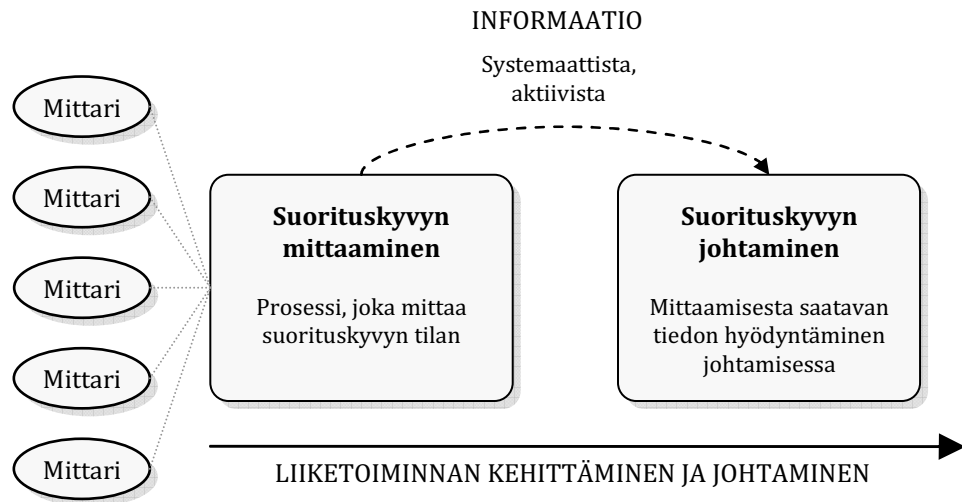 INFORMAATIO
Systemaattista,
aktiivista
Mittari
Mittari
Mittari
Mittari
Mittari
Suorituskyvyn
mittaaminen
Prosessi, joka mittaa
suorituskyvyn tilan
Suorituskyvyn
johtaminen
Mittaamisesta saatavan
tiedon hyödyntäminen
johtamisessa
LIIKETOIMINNAN KEHITTÄMINEN JA JOHTAMINEN